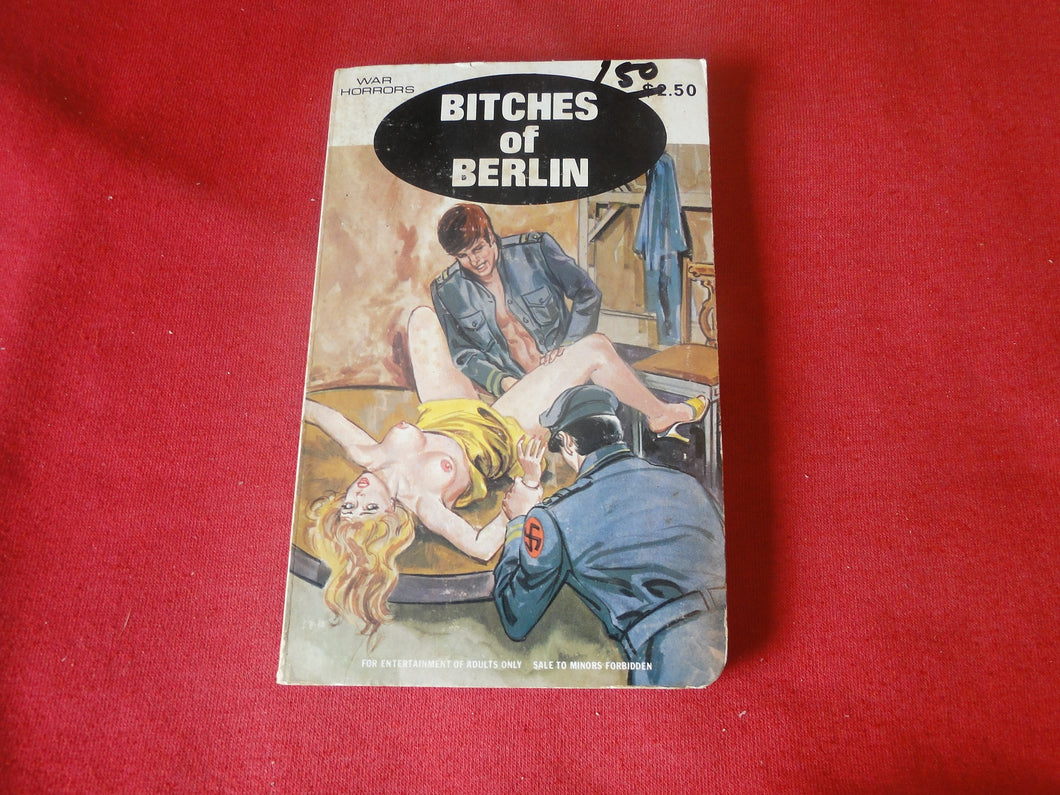 WAR
HORRORS
BITCHES
of
BERLIN
150
$2.50
FOR ENTERTAINMENT OF ADULTS ONLY SALE TO MINORS FORBIDDEN